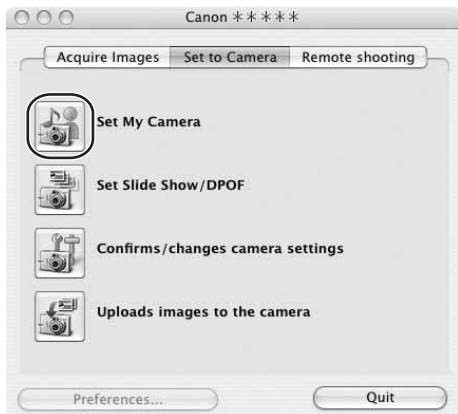 Canon *****
Acquire Images Set to Camera Remote shooting
Set My Camera
Set Slide Show/DPOF
Confirms/changes camera settings
Uploads images to the camera
Preferences... Quit